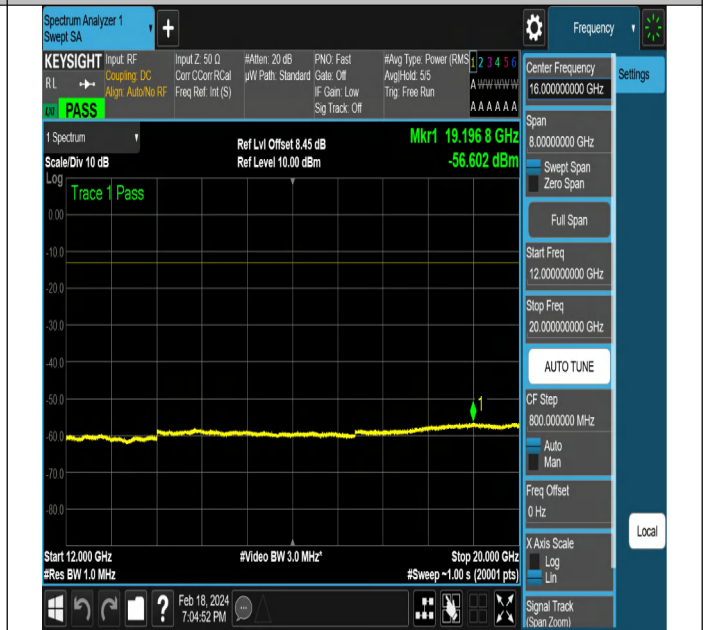 Spectrum Analyzer 1
Swept SA
+
Frequency
KEYSIGHT
RL
LXI
PASS
Input: RF
Coupling: DC
Align: Auto/No RF
Input Z: 50 Ω
Corr CCorr RCal
Freq Ref: Int (S)
#Atten: 20 dB
µW Path: Standard
PNO: Fast
Gate: Off
IF Gain: Low
Sig Track: Off
#Avg Type: Power (RMS
Avg|Hold: 5/5
Trig: Free Run
1 2 3 4 5 6
A W W W W W
A A A A A A
1 Spectrum
Scale/Div 10 dB
Ref Lvl Offset 8.45 dB
Ref Level 10.00 dBm
Mkr1 19.196 8 GHz
-56.602 dBm
Log
Trace 1 Pass
0.00
-10.0
-20.0
-30.0
-40.0
-50.0
-60.0
-70.0
-80.0
1
Start 12.000 GHz
#Res BW 1.0 MHz
#Video BW 3.0 MHz*
Stop 20.000 GHz
#Sweep ~1.00 s (20001 pts)
Center Frequency
16.000000000 GHz
Settings
Span
8.00000000 GHz
Swept Span
Zero Span
Full Span
Start Freq
12.000000000 GHz
Stop Freq
20.000000000 GHz
AUTO TUNE
CF Step
800.000000 MHz
Auto
Man
Freq Offset
0 Hz
X Axis Scale
Log
Lin
Local
Signal Track
(Span Zoom)
?
Feb 18, 2024
7:04:52 PM